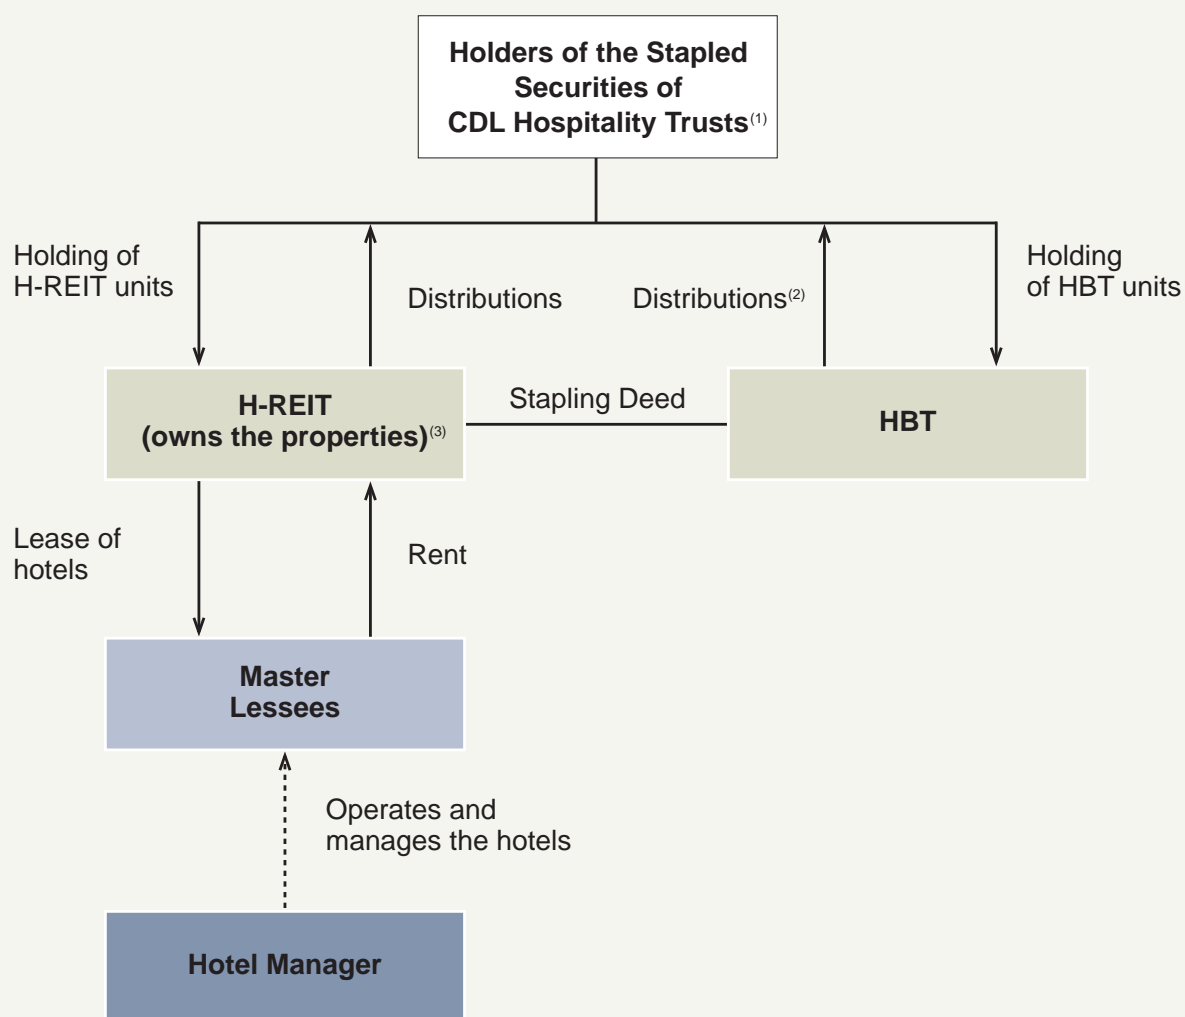 Holders of the Stapled
Securities of
CDL Hospitality Trusts(1)
Holding of
H-REIT units
Distributions
Distributions(2)
Holding
of HBT units
H-REIT
(owns the properties)(3)
Stapling Deed
HBT
Lease of
hotels
Rent
Master
Lessees
Operates and
manages the hotels
Hotel Manager